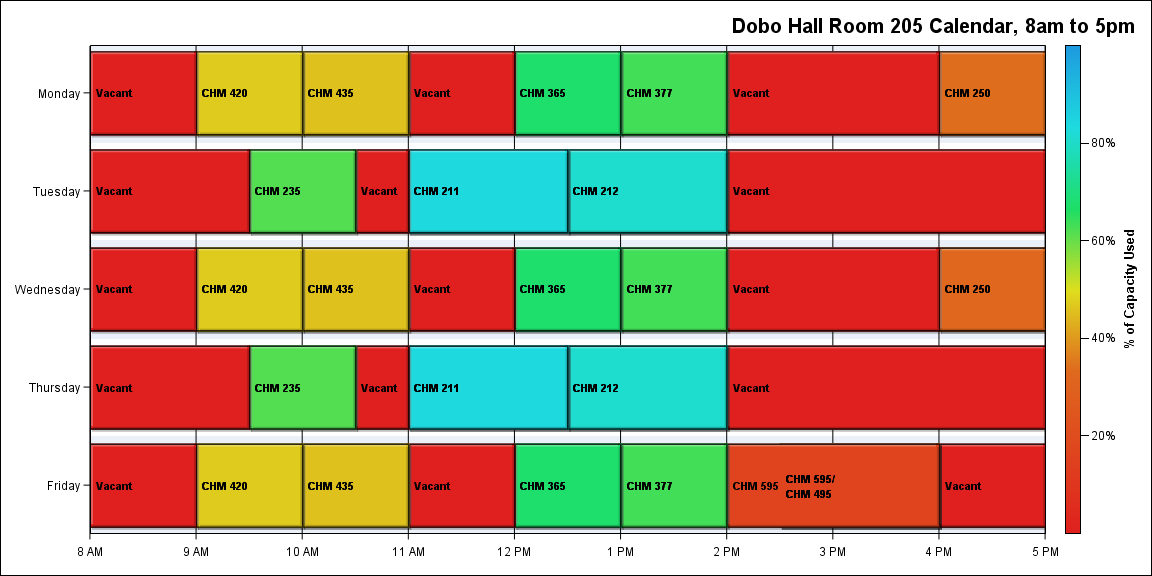 Dobo Hall Room 205 Calendar, 8am to 5pm
Monday
Vacant
CHM 420
CHM 435
Vacant
CHM 365
CHM 377
Vacant
CHM 250
Tuesday
Vacant
CHM 235
Vacant
CHM 211
CHM 212
Vacant
Wednesday
Vacant
CHM 420
CHM 435
Vacant
CHM 365
CHM 377
Vacant
CHM 250
Thursday
Vacant
CHM 235
Vacant
CHM 211
CHM 212
Vacant
Friday
Vacant
CHM 420
CHM 435
Vacant
CHM 365
CHM 377
CHM 595
CHM 595/
CHM 495
Vacant
8 AM
9 AM
10 AM
11 AM
12 PM
1 PM
2 PM
3 PM
4 PM
5 PM
80%
60%
40%
20%
% of Capacity Used